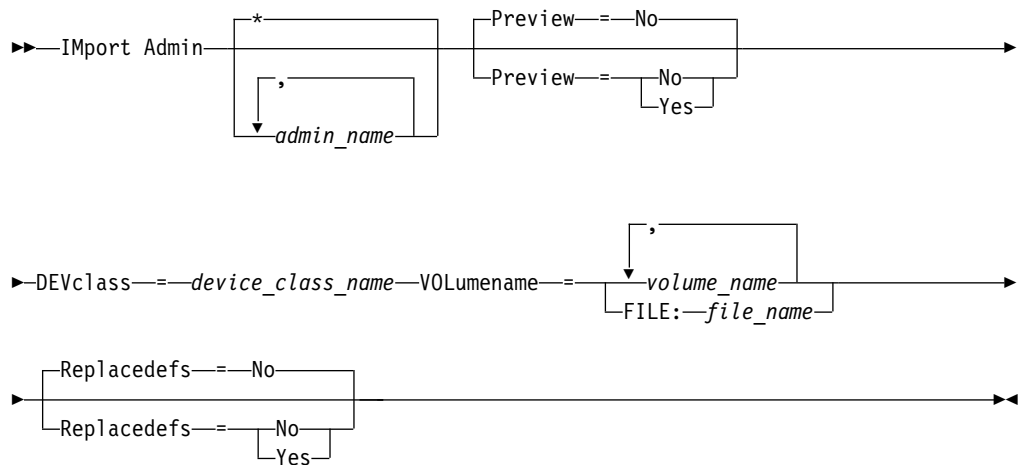 * Preview = No
IMport Admin
, Preview = No
Yes
admin_name
,
DEVclass = device_class_name VOLumename = volume_name
FILE: file_name
Replacedefs = No
Replacedefs = No
Yes